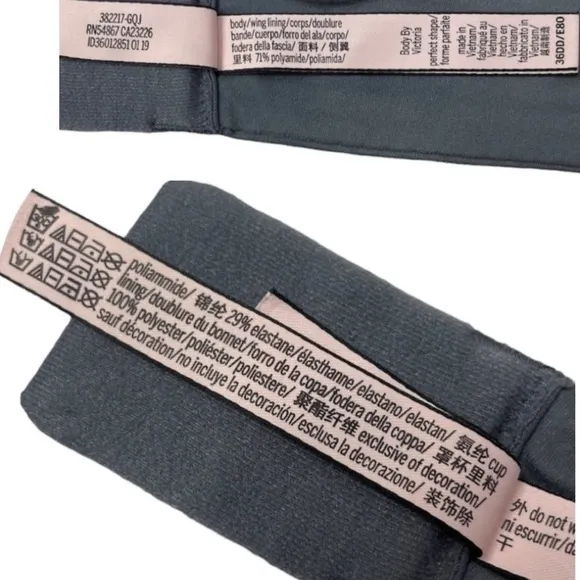 382217-GQJ
RN54867 CA23226
ID36012851 01 19
body/wing lining/corps/doublure
bande/cuerpo/forro del ala/corpo/
fodera della fascia/ 面料 / 侧翼
里料 71% polyamide/poliamida/
Body By
Victoria
perfect shape/
forme parfaite
made in
Vietnam/
fabriqué au
Vietnam/
hecho en
Vietnam/
fabbricato in
Vietnam/
越南制造
36DD/E80
poliammide/ 锦纶 29% elastane/élasthanne/elastano/elastan/ 氨纶 cup
lining/doublure du bonnet/forro de la copa/fodera della coppa/ 罩杯里料
100% polyester/poliéster/poliestere/ 聚酯纤维 exclusive of decoration/
sauf décoration/no incluye la decoración/esclusa la decorazione/ 装饰除
外 do not w
ni escurrir/
干